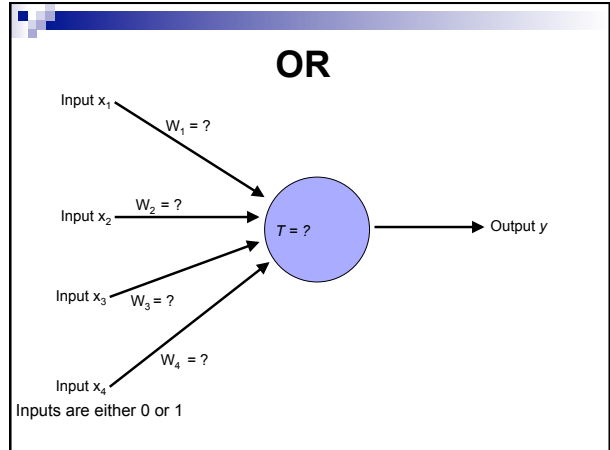 OR
Input x₁
W₁ = ?
Input x₂
W₂ = ?
T = ?
Output y
Input x₃
W₃ = ?
W₄ = ?
Input x₄
Inputs are either 0 or 1